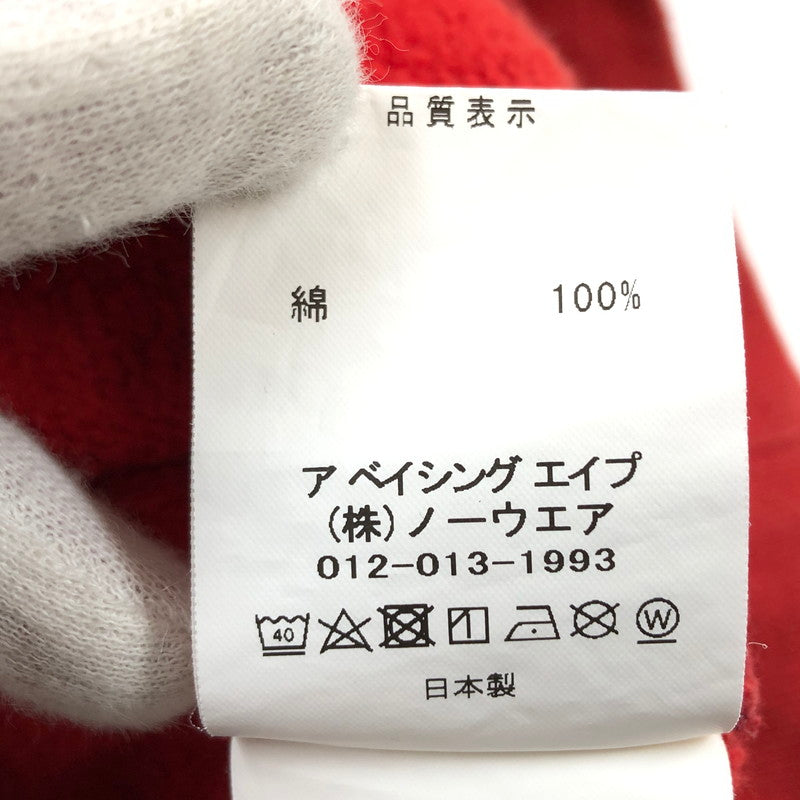 品質表示
綿 100%
ア ベイシング エイプ
(株)ノーウエア
012-013-1993
40 W
日本製